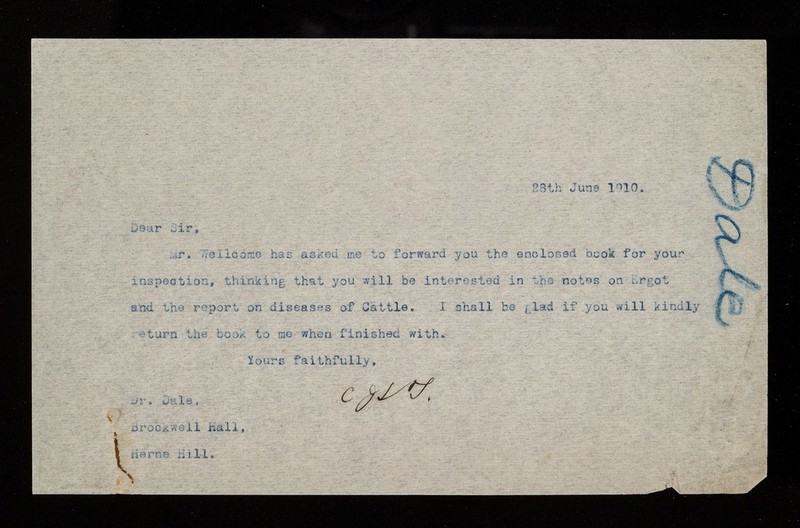 28th June 1910.
Dale
Dear Sir,
Mr. Wellcome has asked me to forward you the enclosed book for your
inspection, thinking that you will be interested in the notes on Ergot
and the report on diseases of Cattle. I shall be glad if you will kindly
return the book to me when finished with.
Yours faithfully,
Dr. Dale,
Brockwell Hall,
Herne Hill.